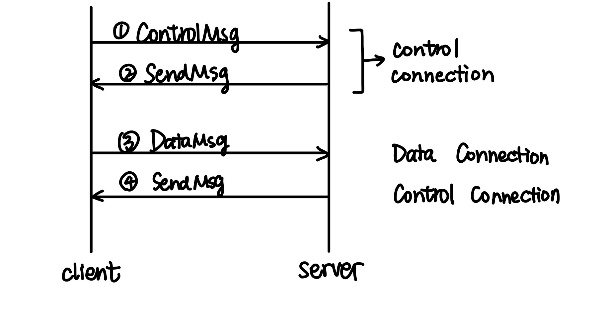 ① ControlMsg
② SendMsg
control
connection
③ DataMsg
Data Connection
④ SendMsg
Control Connection
client
server